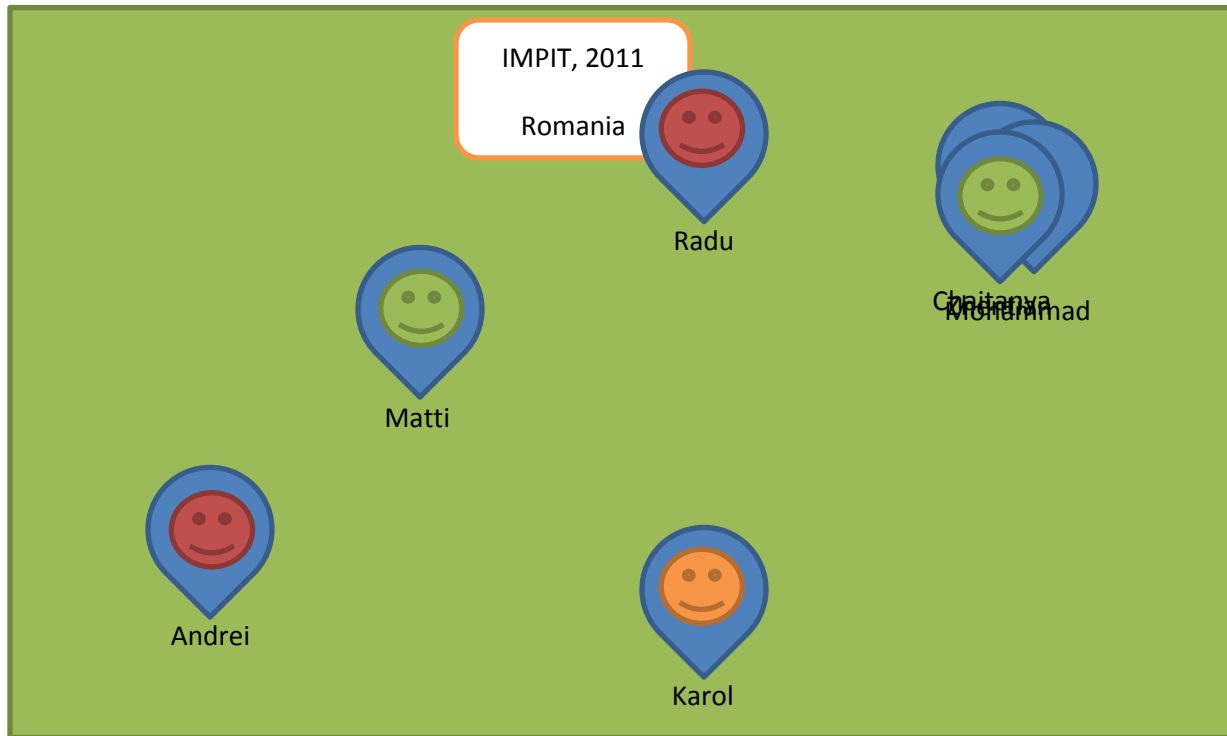 IMPIT, 2011
Romania
Radu
Chaitanya
Mohammad
Matti
Andrei
Karol